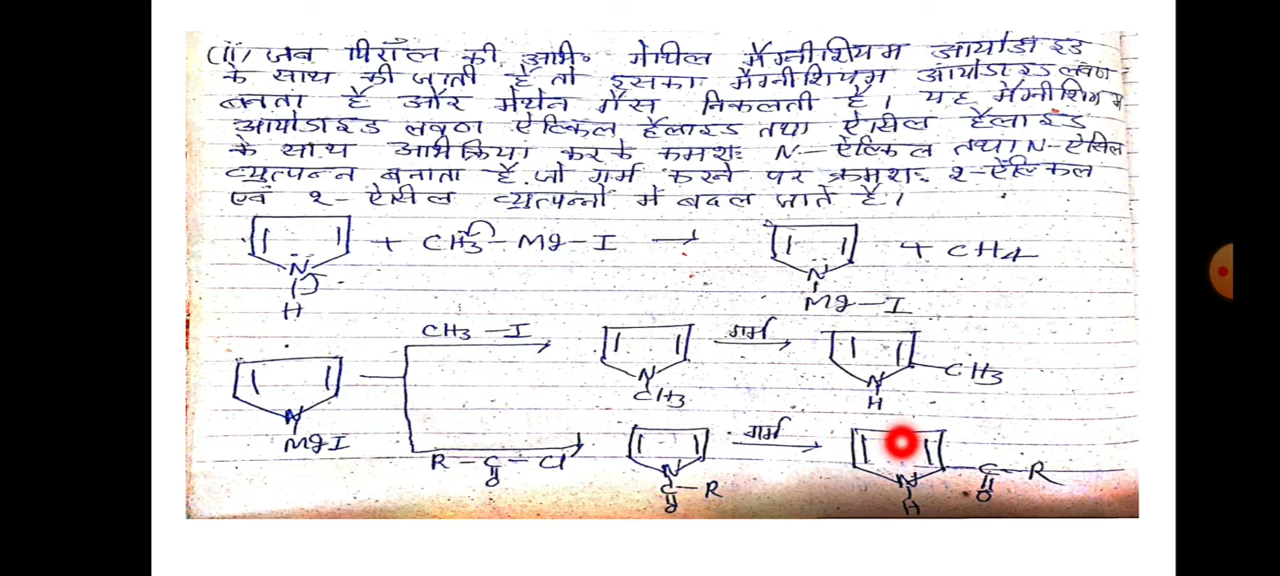 (ii) जब पिरॉल की अभि॰ मेथिल मैग्नीशियम आयोडाइड
के साथ की जाती है तो इसका मैग्नीशियम आयोडाइड लवण
बनता है और मेथेन गैस निकलती है। यह मैग्नीशियम
आयोडाइड लवण ऐल्किल हैलाइड तथा ऐसील हैलाइड
के साथ अभिक्रिया करके क्रमशः N-ऐल्किल तथा N-ऐसिल
व्युत्पन्न बनाता है जो गर्म करने पर क्रमशः 2-ऐल्किल
एवं 2-ऐसील व्युत्पन्नों में बदल जाते है।
N H + CH3-Mg-I → N Mg-I + CH4
N MgI CH3-I N CH3 गर्म N H CH3
R-C-Cl O N C-R O गर्म N H C-R O